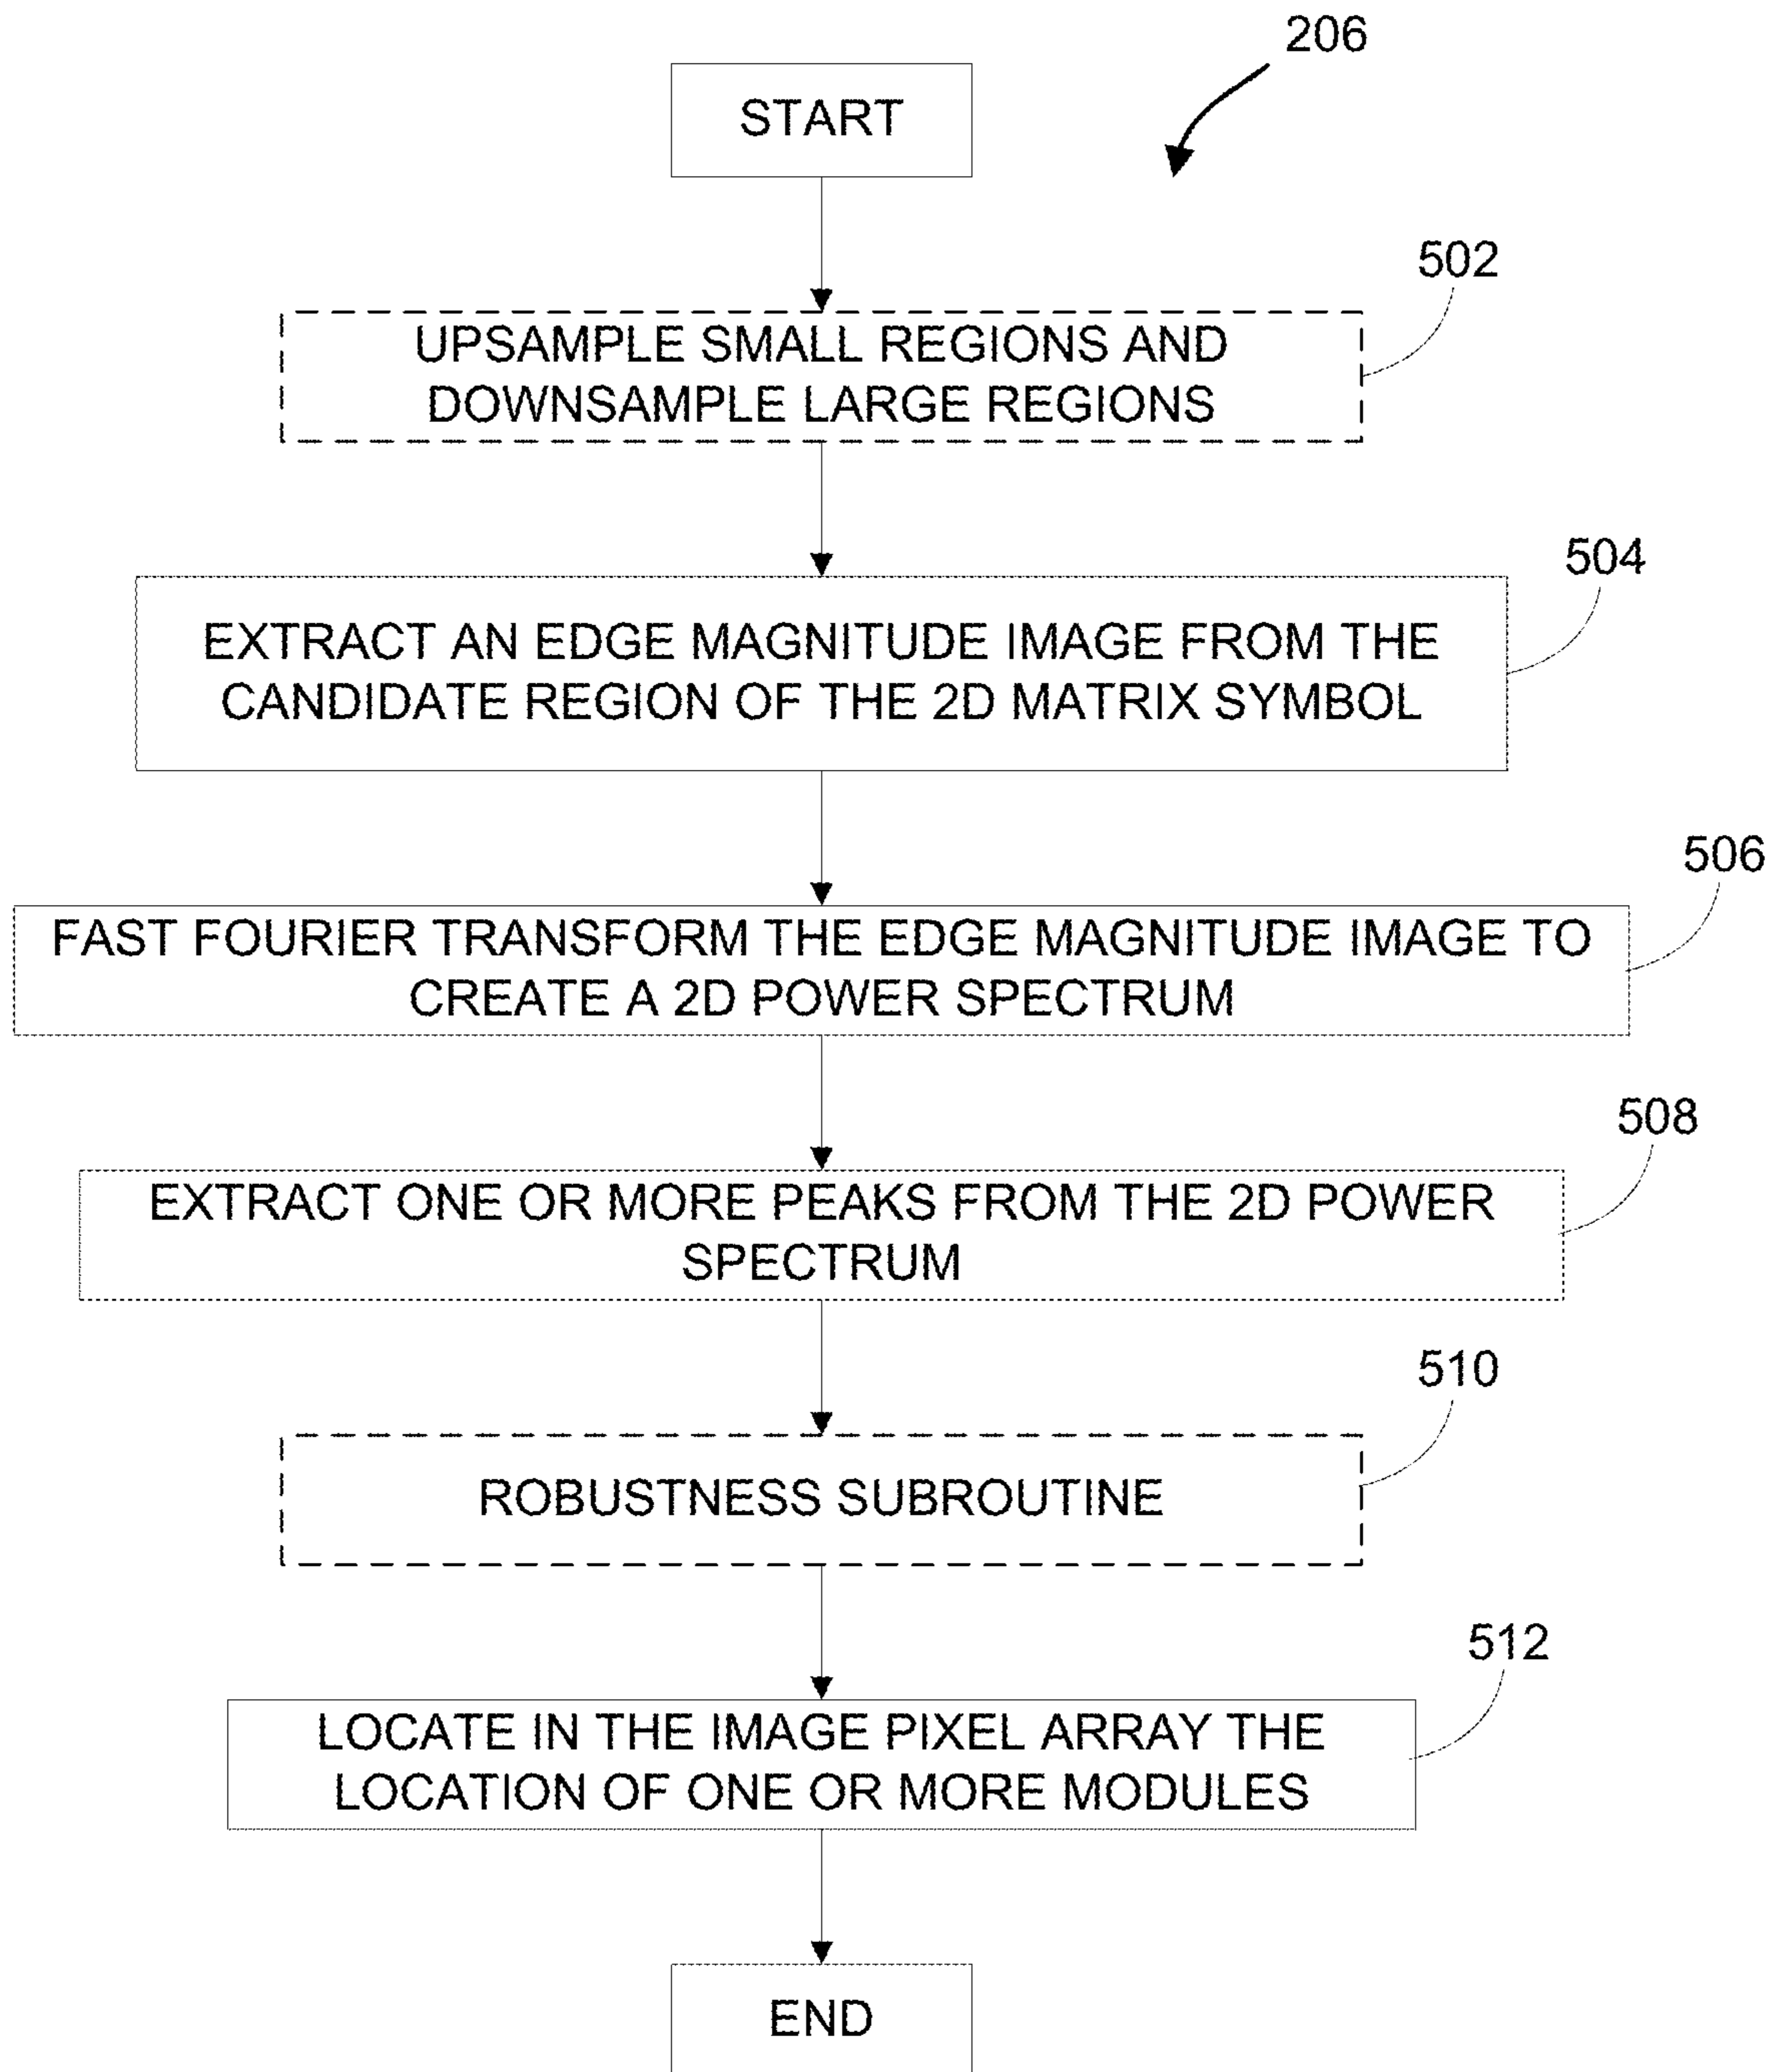 206
START
502
UPSAMPLE SMALL REGIONS AND
DOWNSAMPLE LARGE REGIONS
504
EXTRACT AN EDGE MAGNITUDE IMAGE FROM THE
CANDIDATE REGION OF THE 2D MATRIX SYMBOL
506
FAST FOURIER TRANSFORM THE EDGE MAGNITUDE IMAGE TO
CREATE A 2D POWER SPECTRUM
508
EXTRACT ONE OR MORE PEAKS FROM THE 2D POWER
SPECTRUM
510
ROBUSTNESS SUBROUTINE
512
LOCATE IN THE IMAGE PIXEL ARRAY THE
LOCATION OF ONE OR MORE MODULES
END